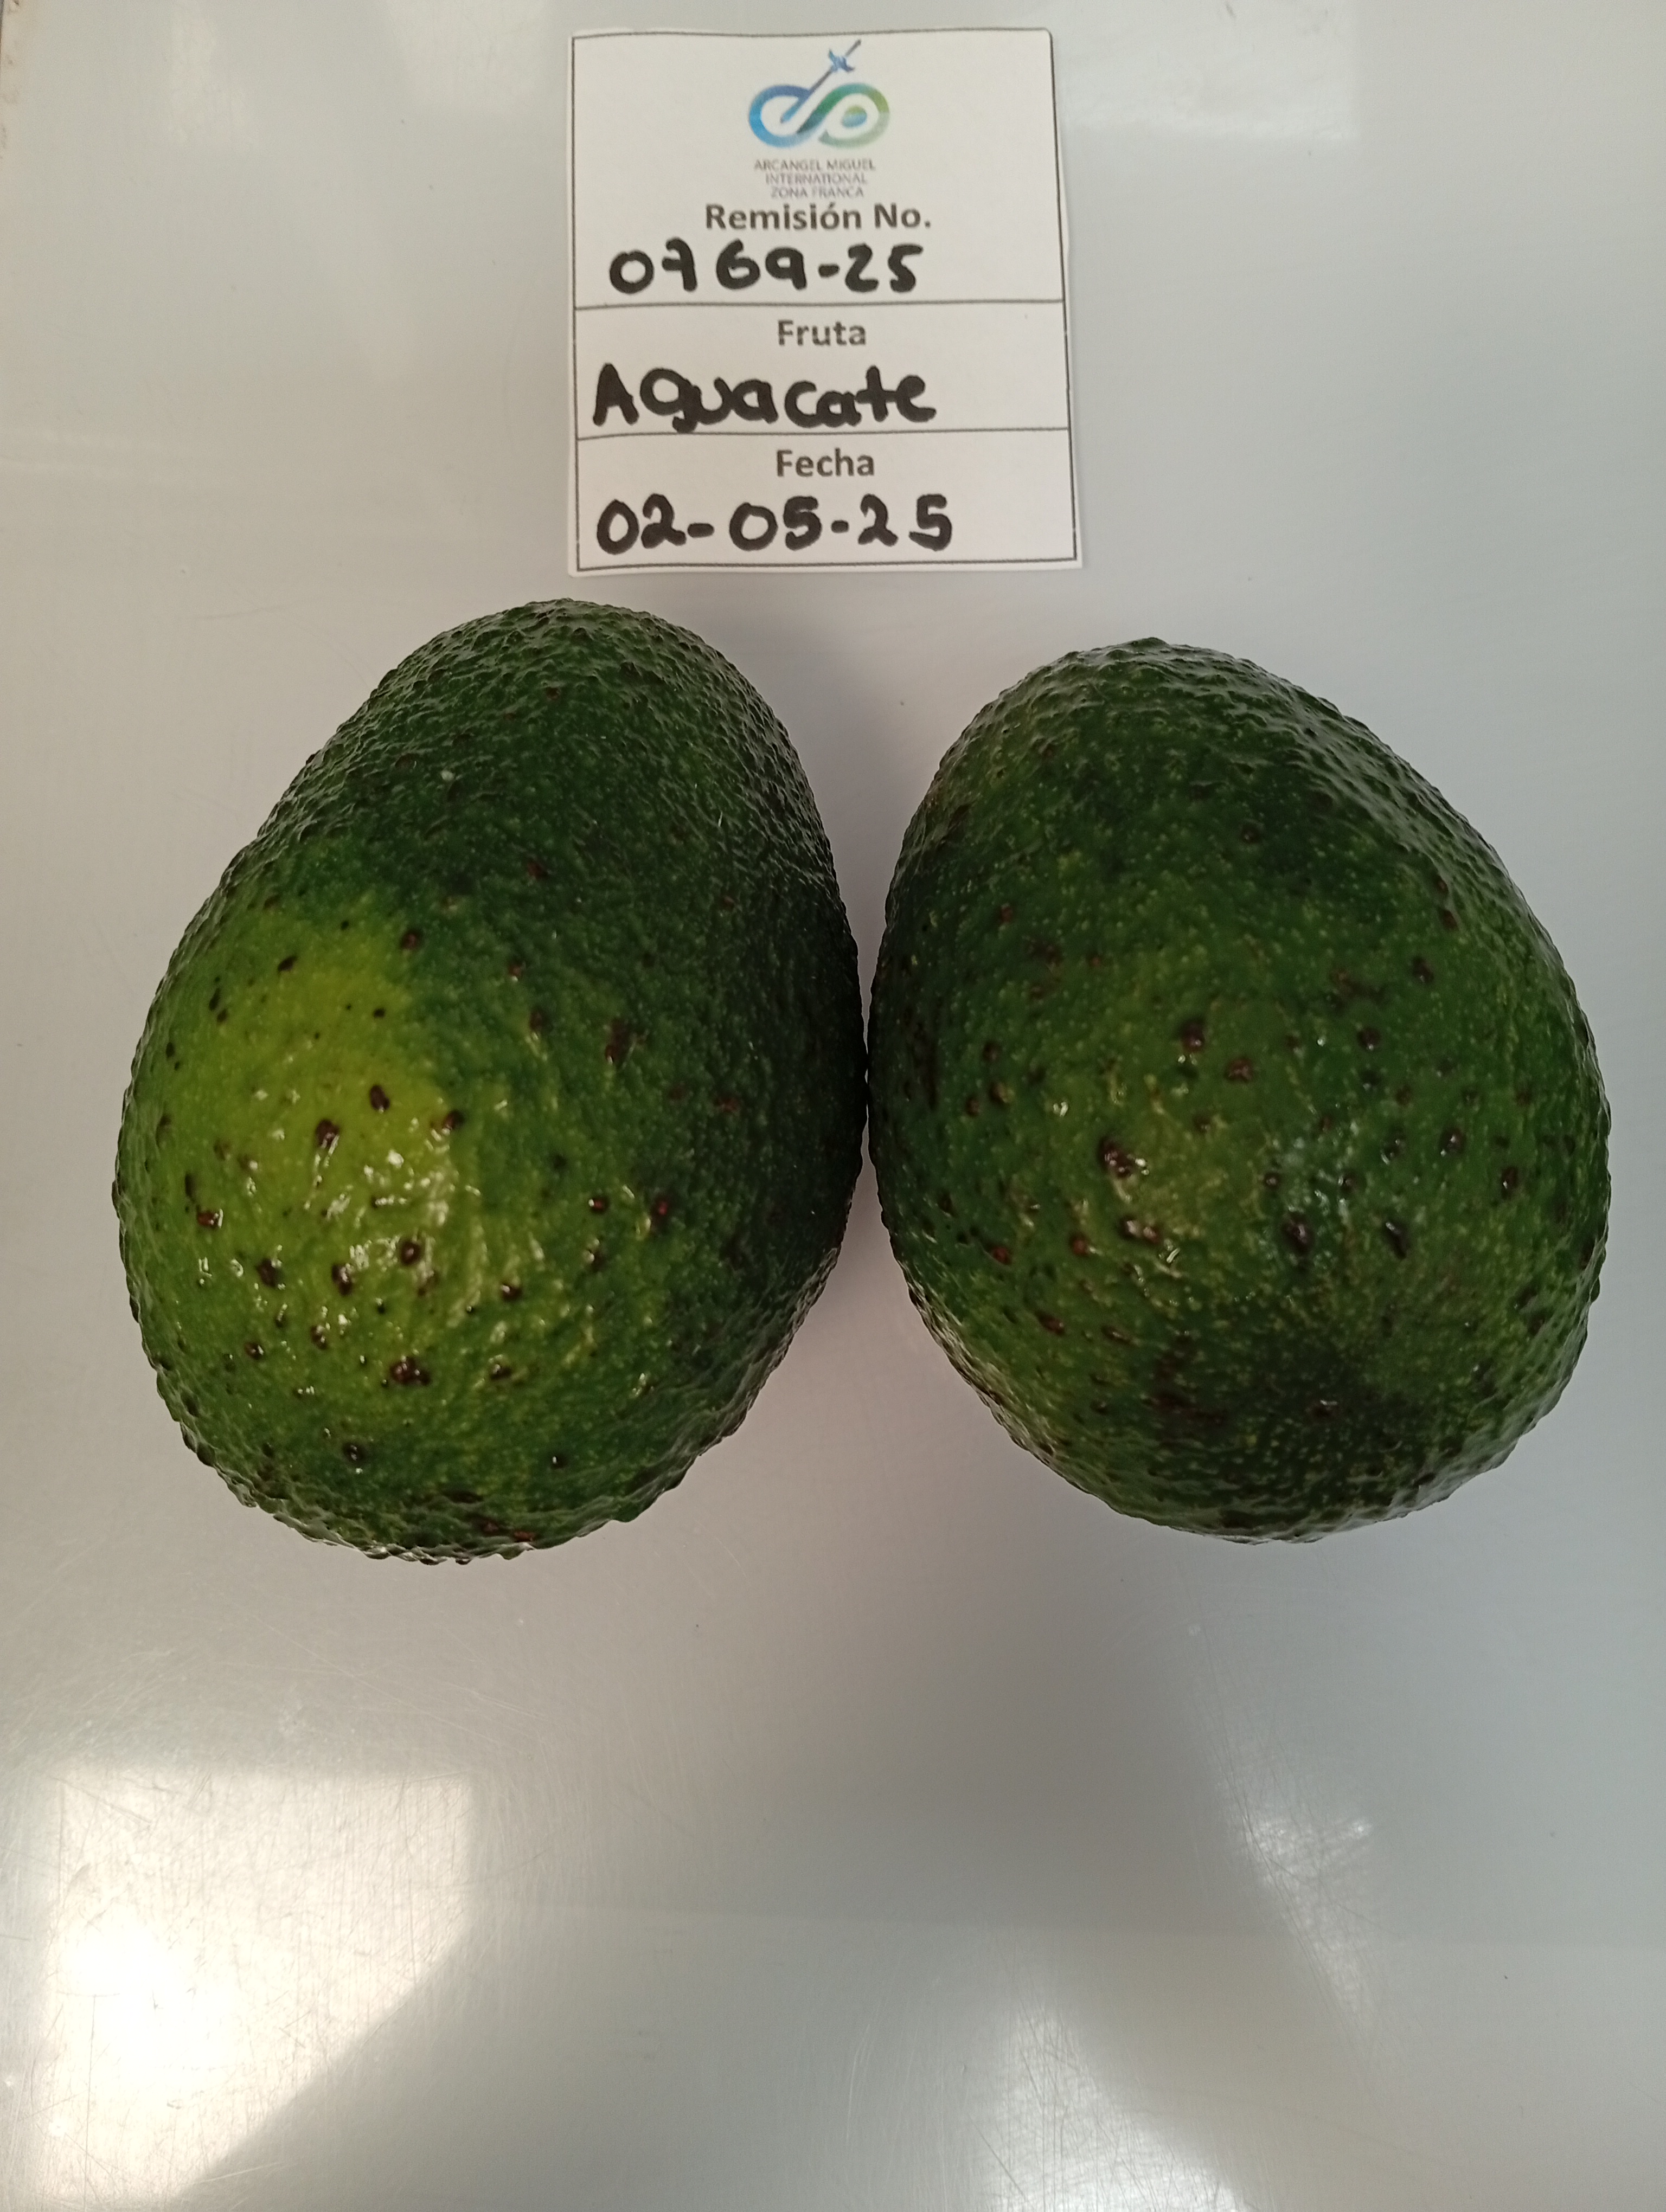 ARCANGEL MIGUEL
INTERNATIONAL
ZONA FRANCA
Remisión No.
0769-25
Fruta
Aguacate
Fecha
02-05-25